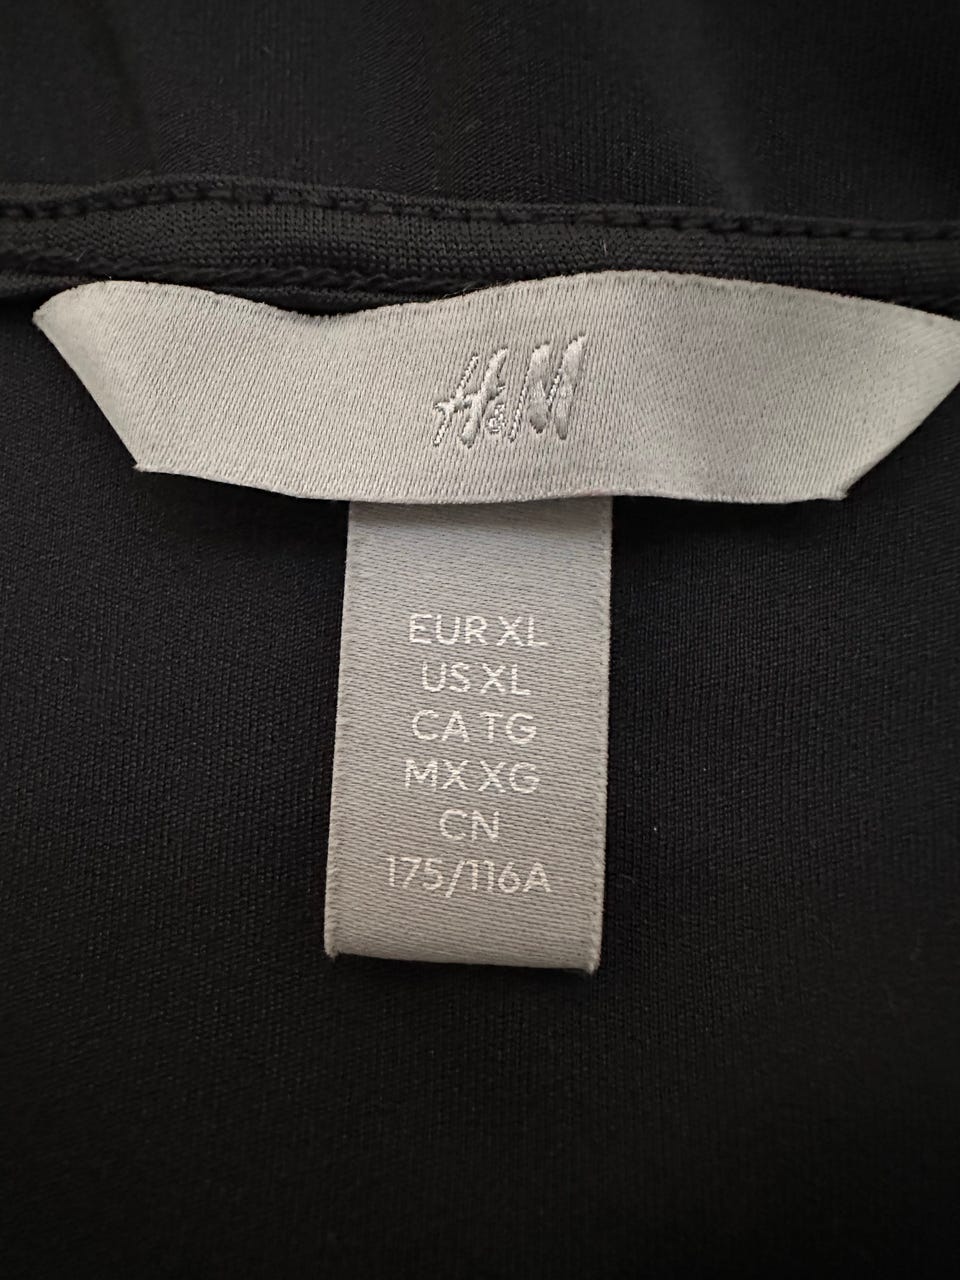 H&M
EUR XL
US XL
CA TG
MX XG
CN
175/116A